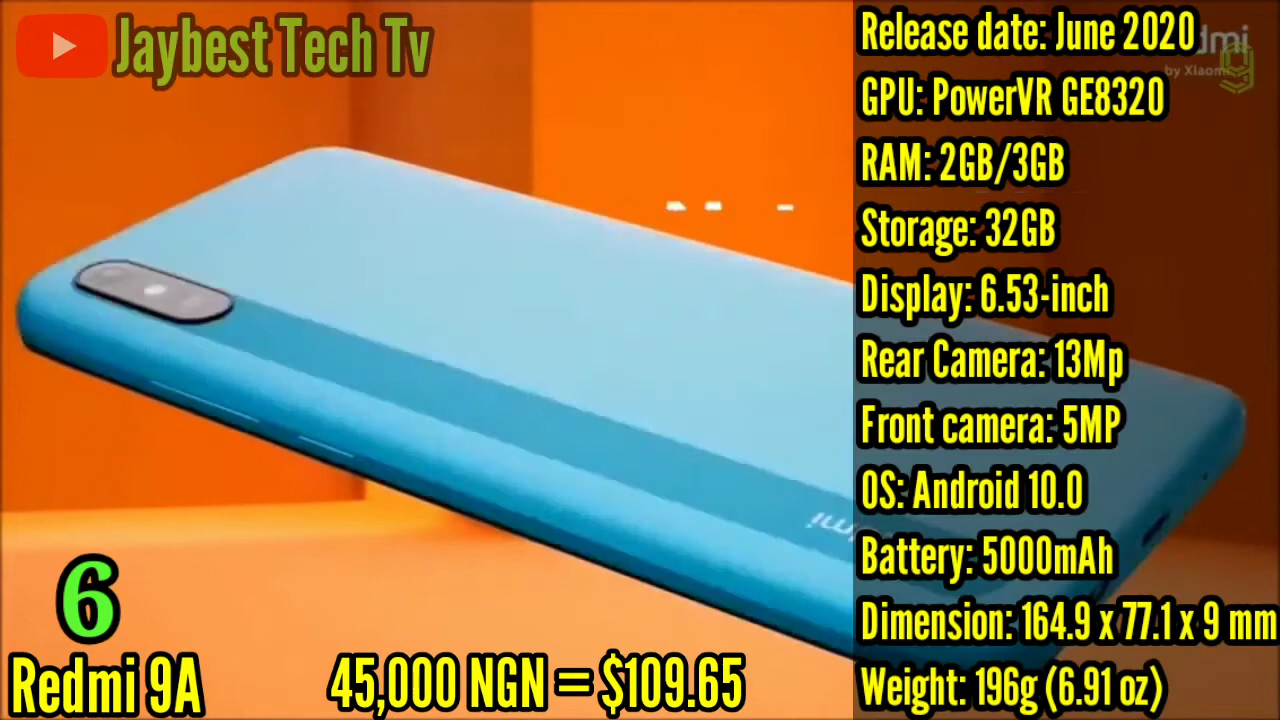 Jaybest Tech Tv
Release date: June 2020
GPU: PowerVR GE8320
RAM: 2GB/3GB
Storage: 32GB
Display: 6.53-inch
Rear Camera: 13Mp
Front camera: 5MP
OS: Android 10.0
Battery: 5000mAh
Dimension: 164.9 x 77.1 x 9 mm
Weight: 196g (6.91 oz)
by Xiaomi
6
Redmi 9A
45,000 NGN = $109.65